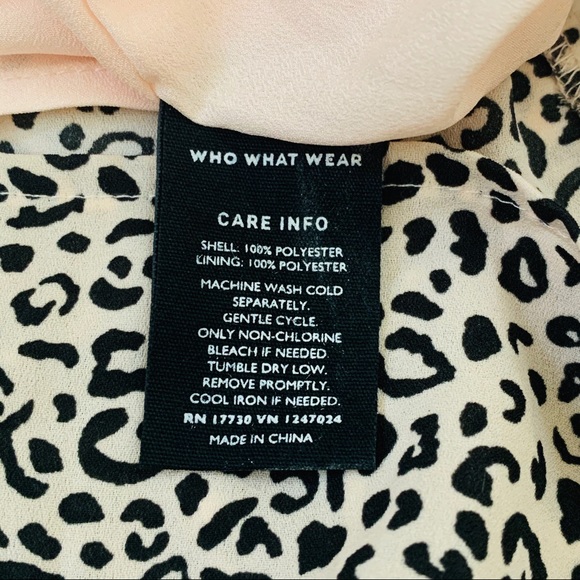 WHO WHAT WEAR
CARE INFO
SHELL: 100% POLYESTER
LINING: 100% POLYESTER
MACHINE WASH COLD
SEPARATELY.
GENTLE CYCLE.
ONLY NON-CHLORINE
BLEACH IF NEEDED
TUMBLE DRY LOW.
REMOVE PROMPTLY.
COOL IRON IF NEEDED.
RN 17730 VN 1247024
MADE IN CHINA